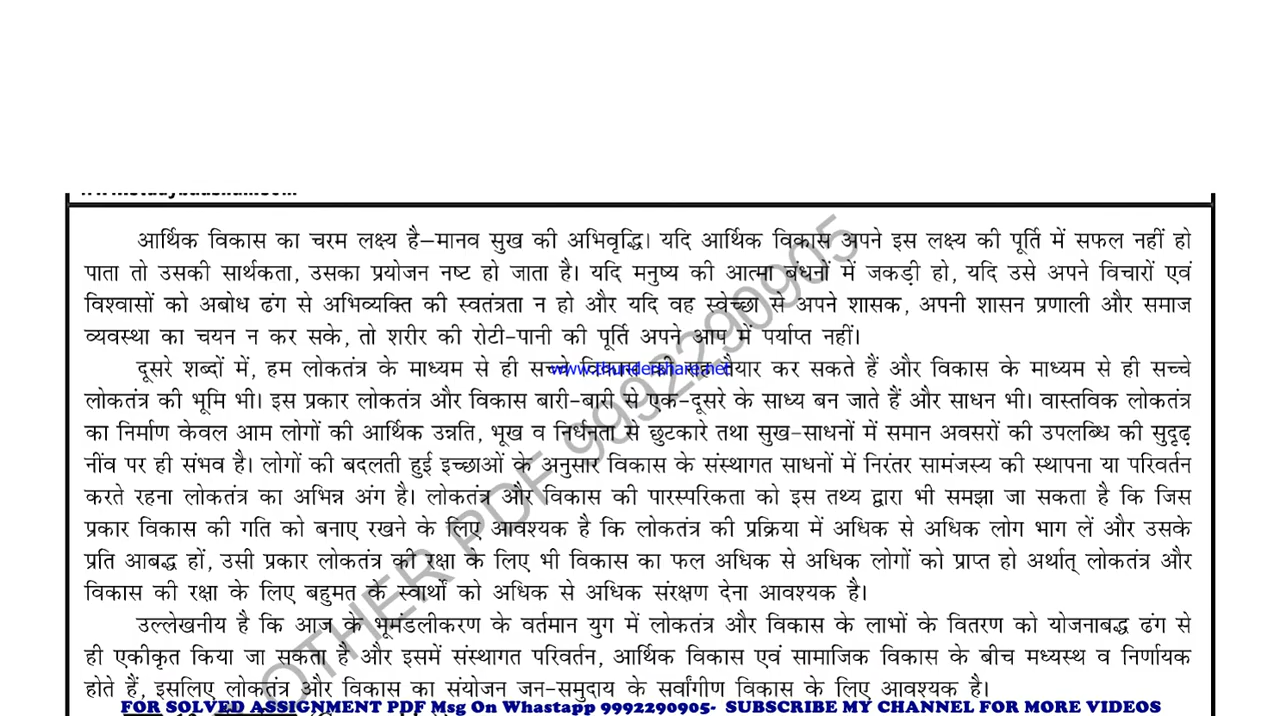 आर्थिक विकास का चरम लक्ष्य है–मानव सुख की अभिवृद्धि। यदि आर्थिक विकास अपने इस लक्ष्य की पूर्ति में सफल नहीं हो
पाता तो उसकी सार्थकता, उसका प्रयोजन नष्ट हो जाता है। यदि मनुष्य की आत्मा बंधनों में जकड़ी हो, यदि उसे अपने विचारों एवं
विश्वासों को अबोध ढंग से अभिव्यक्ति की स्वतंत्रता न हो और यदि वह स्वेच्छा से अपने शासक, अपनी शासन प्रणाली और समाज
व्यवस्था का चयन न कर सके, तो शरीर की रोटी-पानी की पूर्ति अपने आप में पर्याप्त नहीं।
दूसरे शब्दों में, हम लोकतंत्र के माध्यम से ही सच्चे विकास की राह तैयार कर सकते हैं और विकास के माध्यम से ही सच्चे
www.thundershare.net
लोकतंत्र की भूमि भी। इस प्रकार लोकतंत्र और विकास बारी-बारी से एक-दूसरे के साध्य बन जाते हैं और साधन भी। वास्तविक लोकतंत्र
का निर्माण केवल आम लोगों की आर्थिक उन्नति, भूख व निर्धनता से छुटकारे तथा सुख-साधनों में समान अवसरों की उपलब्धि की सुदृढ़
नींव पर ही संभव है। लोगों की बदलती हुई इच्छाओं के अनुसार विकास के संस्थागत साधनों में निरंतर सामंजस्य की स्थापना या परिवर्तन
करते रहना लोकतंत्र का अभिन्न अंग है। लोकतंत्र और विकास की पारस्परिकता को इस तथ्य द्वारा भी समझा जा सकता है कि जिस
प्रकार विकास की गति को बनाए रखने के लिए आवश्यक है कि लोकतंत्र की प्रक्रिया में अधिक से अधिक लोग भाग लें और उसके
प्रति आबद्ध हों, उसी प्रकार लोकतंत्र की रक्षा के लिए भी विकास का फल अधिक से अधिक लोगों को प्राप्त हो अर्थात् लोकतंत्र और
विकास की रक्षा के लिए बहुमत के स्वार्थों को अधिक से अधिक संरक्षण देना आवश्यक है।
उल्लेखनीय है कि आज के भूमंडलीकरण के वर्तमान युग में लोकतंत्र और विकास के लाभों के वितरण को योजनाबद्ध ढंग से
ही एकीकृत किया जा सकता है और इसमें संस्थागत परिवर्तन, आर्थिक विकास एवं सामाजिक विकास के बीच मध्यस्थ व निर्णायक
होते हैं, इसलिए लोकतंत्र और विकास का संयोजन जन-समुदाय के सर्वांगीण विकास के लिए आवश्यक है।
OTHER PDF 9992290905
FOR SOLVED ASSIGNMENT PDF Msg On Whastapp 9992290905- SUBSCRIBE MY CHANNEL FOR MORE VIDEOS